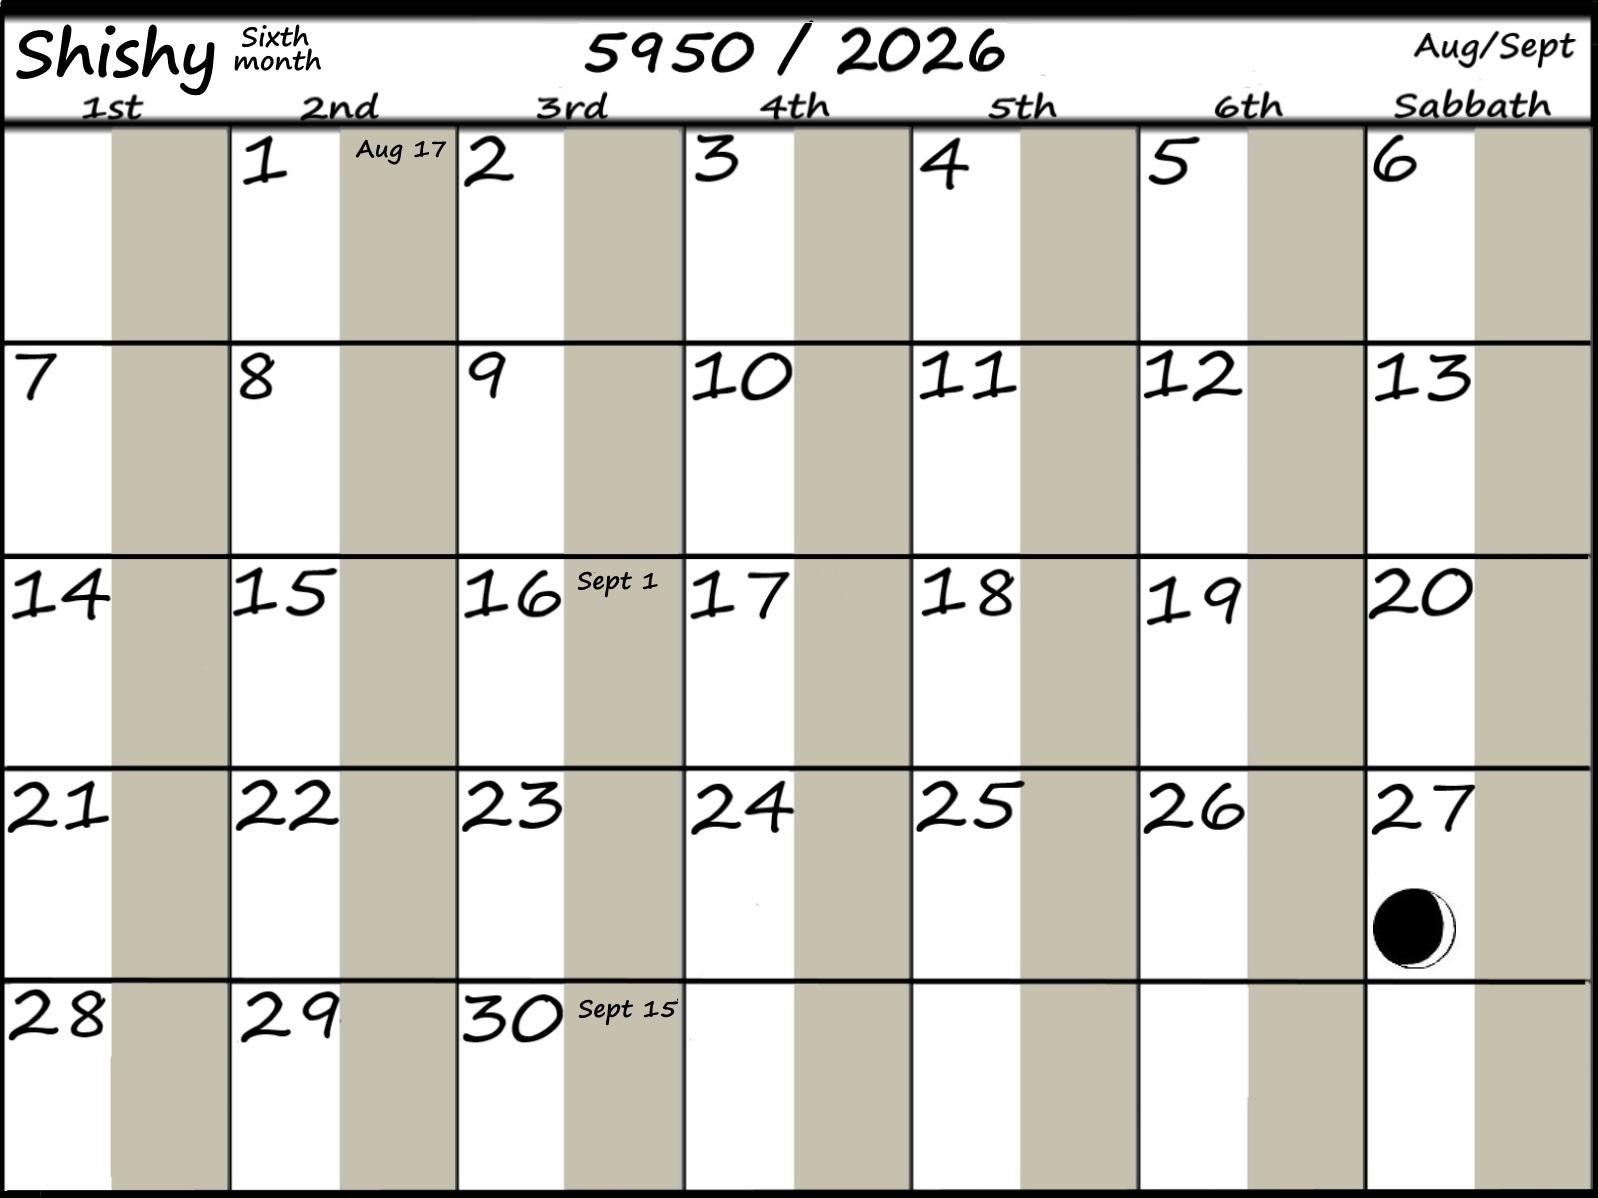 Shishy Sixth month 5950 / 2026 Aug/Sept
1st 2nd 3rd 4th 5th 6th Sabbath
1 Aug 17 2 3 4 5 6
7 8 9 10 11 12 13
14 15 16 Sept 1 17 18 19 20
21 22 23 24 25 26 27
28 29 30 Sept 15